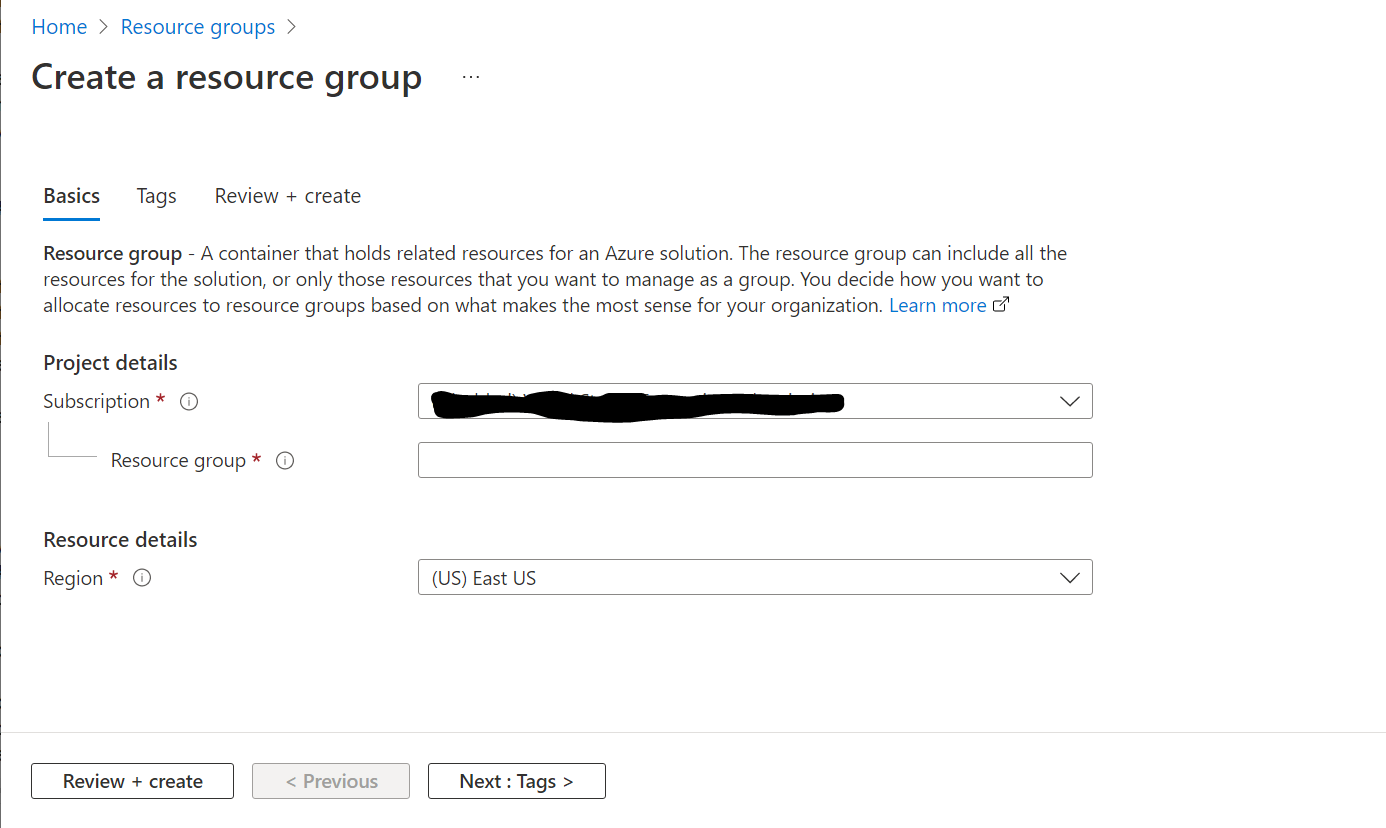 Home > Resource groups >
Create a resource group ...
Basics Tags Review + create
Resource group - A container that holds related resources for an Azure solution. The resource group can include all the
resources for the solution, or only those resources that you want to manage as a group. You decide how you want to
allocate resources to resource groups based on what makes the most sense for your organization. Learn more
Project details
Subscription *
Resource group *
Resource details
Region * (US) East US
Review + create < Previous Next : Tags >